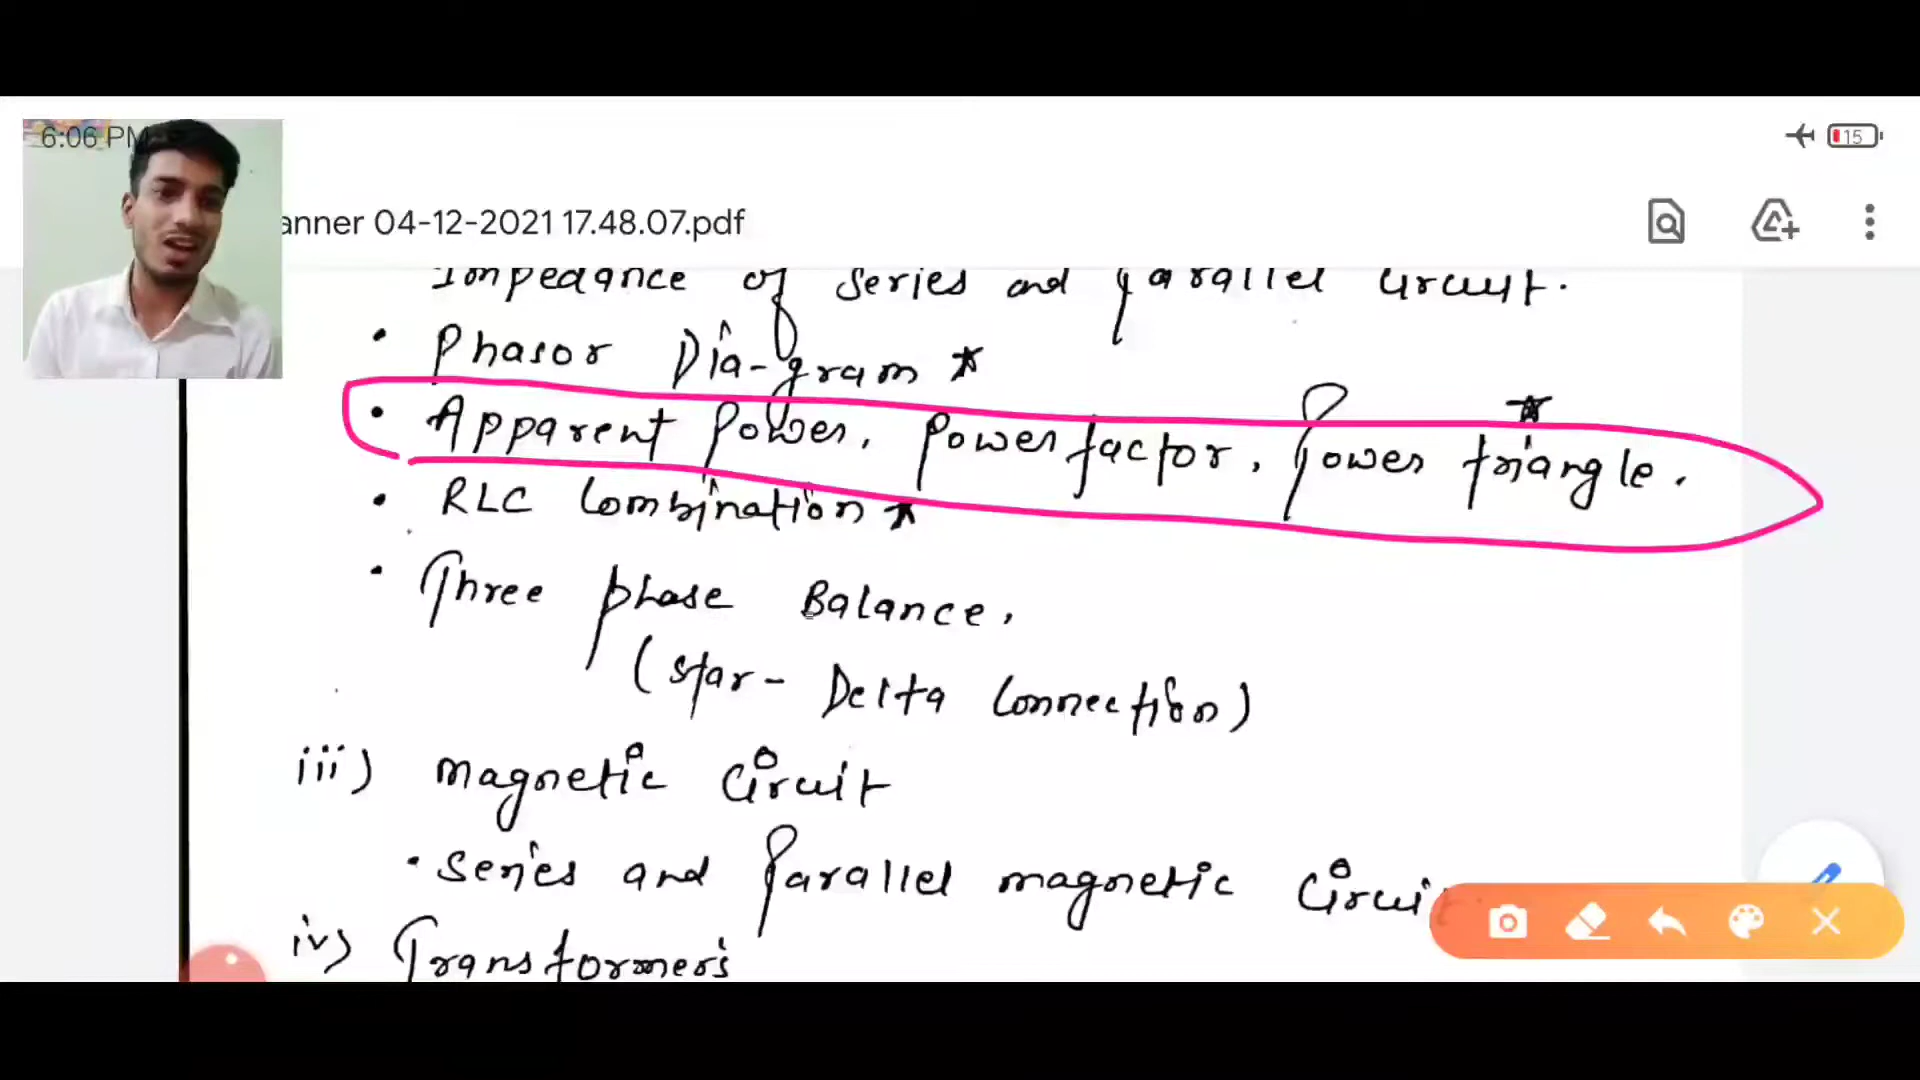 6:06 PM
15
anner 04-12-2021 17.48.07.pdf
Impedance of series and parallel circuit.
• Phasor Dia-gram ★
• Apparent Power, Power factor, Power triangle. ★
• RLC Combination ★
• Three phase Balance.
(Star - Delta Connection)
iii) magnetic circuit
• series and Parallel magnetic circuit
iv) Transformers